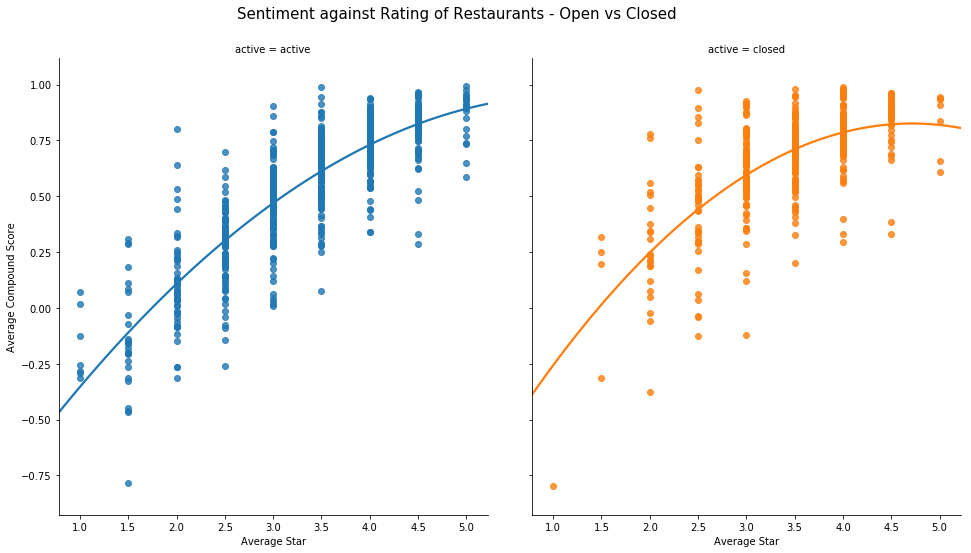 Sentiment against Rating of Restaurants - Open vs Closed
active = active
active = closed
Average Compound Score
1.00
0.75
0.50
0.25
0.00
−0.25
−0.50
−0.75
1.0 1.5 2.0 2.5 3.0 3.5 4.0 4.5 5.0
1.0 1.5 2.0 2.5 3.0 3.5 4.0 4.5 5.0
Average Star
Average Star